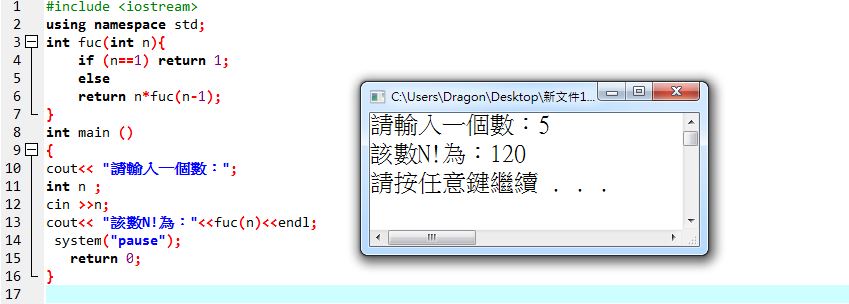 1 #include <iostream>
2 using namespace std;
3 int fuc(int n){
4 if (n==1) return 1;
5 else
6 return n*fuc(n-1);
7 }
8 int main ()
9 {
10 cout<< "請輸入一個數：";
11 int n ;
12 cin >>n;
13 cout<< "該數N!為："<<fuc(n)<<endl;
14 system("pause");
15 return 0;
16 }
17
C:\Users\Dragon\Desktop\新文件1...
請輸入一個數：5
該數N!為：120
請按任意鍵繼續 . . .